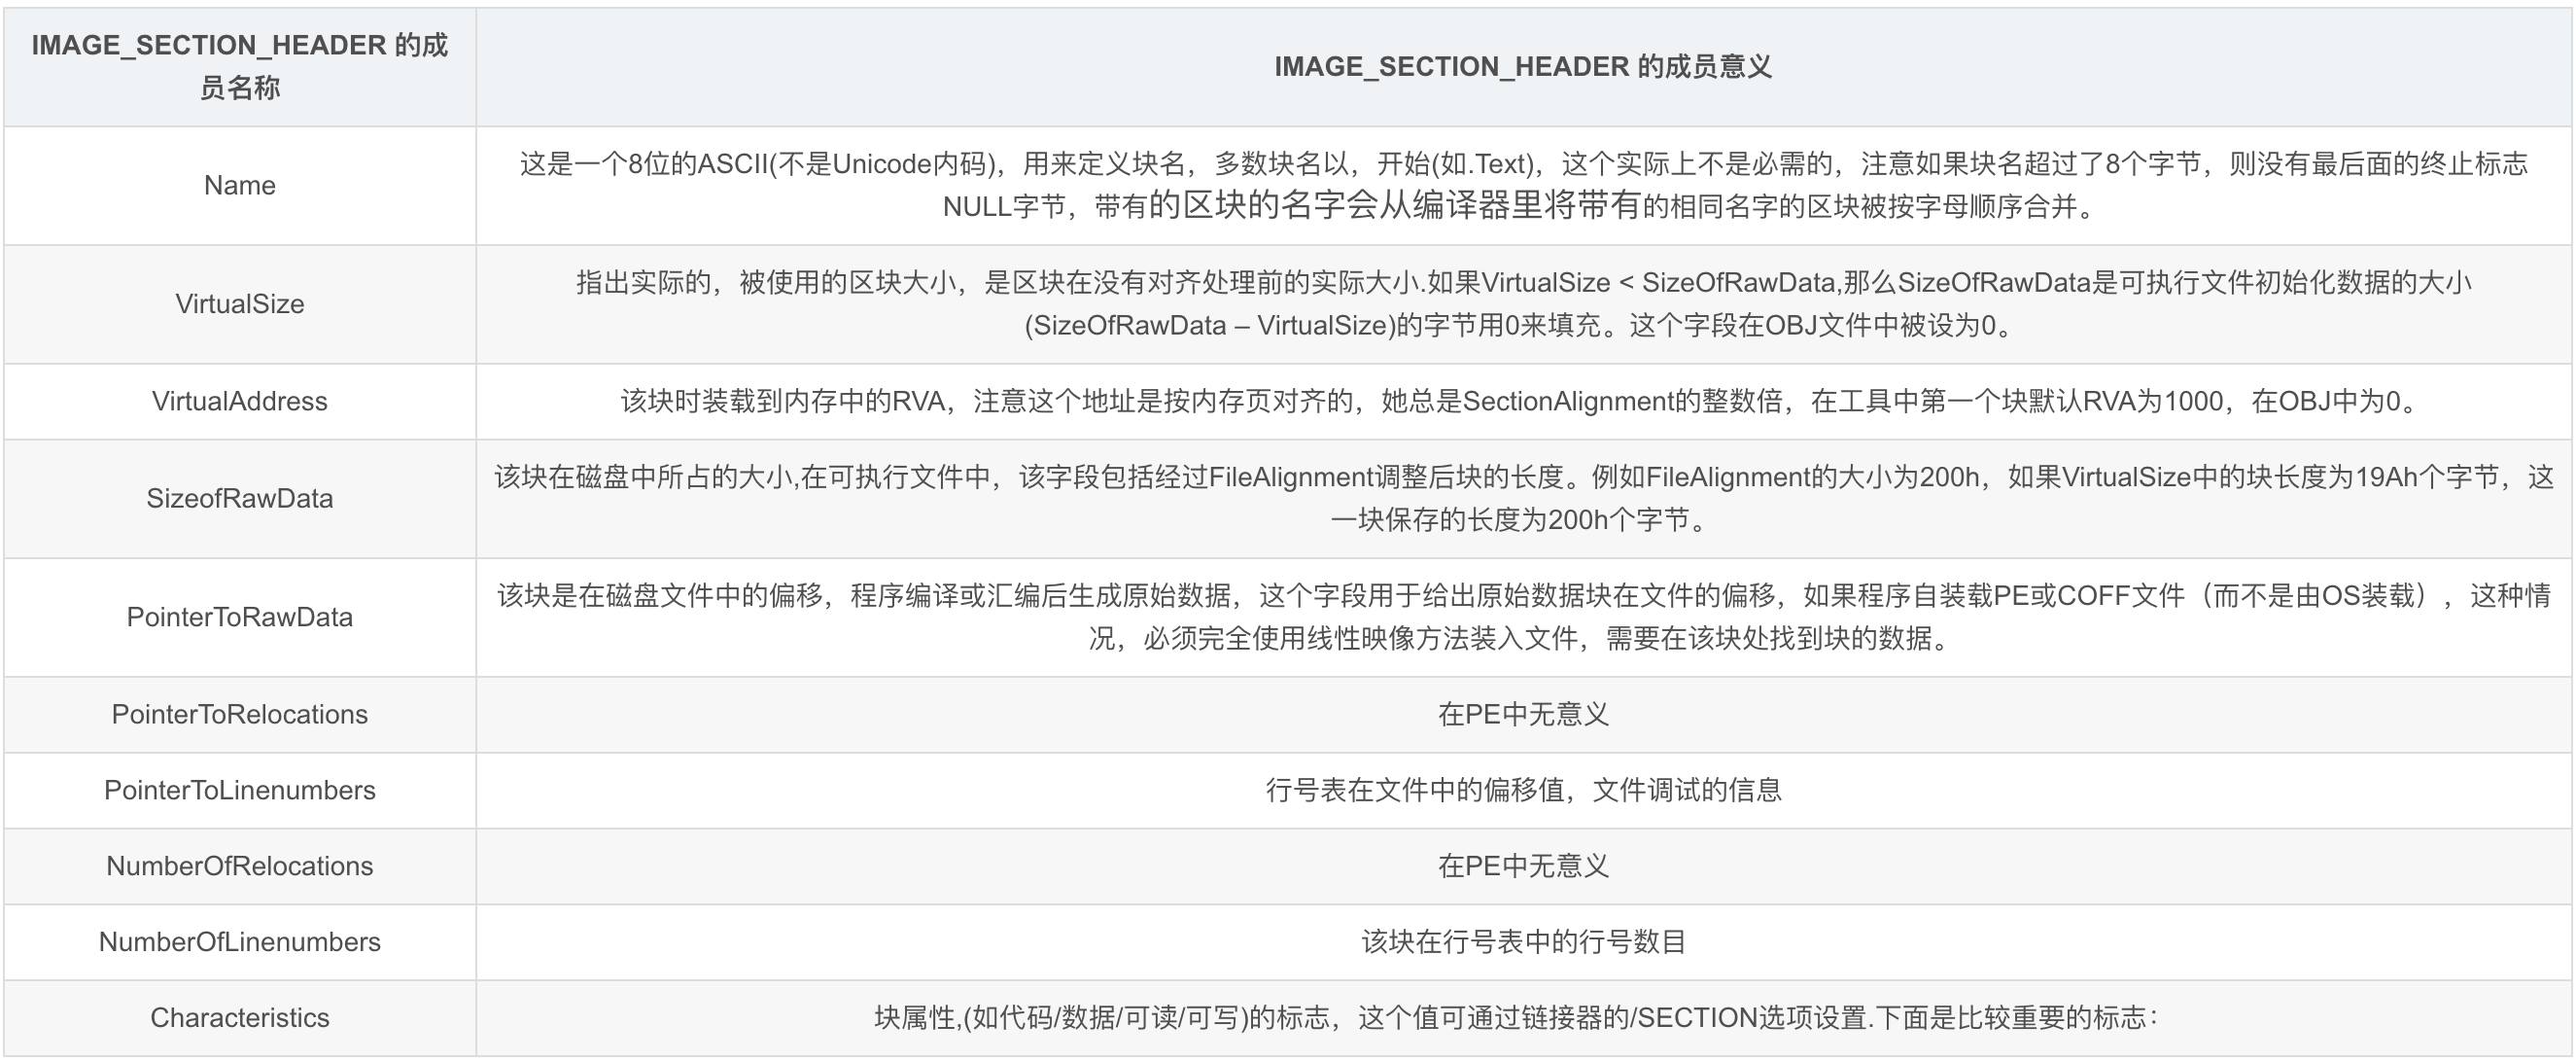 IMAGE_SECTION_HEADER 的成
员名称
IMAGE_SECTION_HEADER 的成员意义
Name
这是一个8位的ASCII(不是Unicode内码)，用来定义块名，多数块名以，开始(如.Text)，这个实际上不是必需的，注意如果块名超过了8个字节，则没有最后面的终止标志
NULL字节，带有的区块的名字会从编译器里将带有的相同名字的区块被按字母顺序合并。
VirtualSize
指出实际的，被使用的区块大小，是区块在没有对齐处理前的实际大小.如果VirtualSize < SizeOfRawData,那么SizeOfRawData是可执行文件初始化数据的大小
(SizeOfRawData – VirtualSize)的字节用0来填充。这个字段在OBJ文件中被设为0。
VirtualAddress
该块时装载到内存中的RVA，注意这个地址是按内存页对齐的，她总是SectionAlignment的整数倍，在工具中第一个块默认RVA为1000，在OBJ中为0。
SizeofRawData
该块在磁盘中所占的大小,在可执行文件中，该字段包括经过FileAlignment调整后块的长度。例如FileAlignment的大小为200h，如果VirtualSize中的块长度为19Ah个字节，这
一块保存的长度为200h个字节。
PointerToRawData
该块是在磁盘文件中的偏移，程序编译或汇编后生成原始数据，这个字段用于给出原始数据块在文件的偏移，如果程序自装载PE或COFF文件（而不是由OS装载），这种情
况，必须完全使用线性映像方法装入文件，需要在该块处找到块的数据。
PointerToRelocations
在PE中无意义
PointerToLinenumbers
行号表在文件中的偏移值，文件调试的信息
NumberOfRelocations
在PE中无意义
NumberOfLinenumbers
该块在行号表中的行号数目
Characteristics
块属性,(如代码/数据/可读/可写)的标志，这个值可通过链接器的/SECTION选项设置.下面是比较重要的标志：